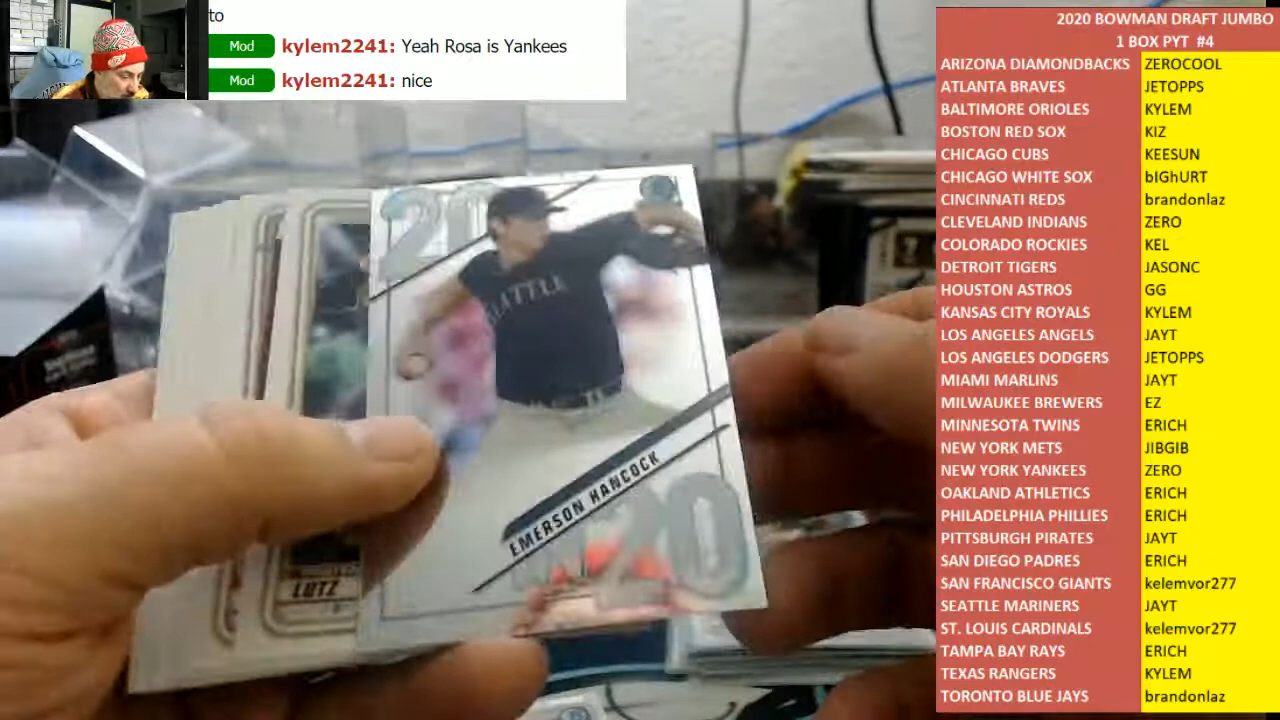 to
Mod kylem2241: Yeah Rosa is Yankees
Mod kylem2241: nice
2020 BOWMAN DRAFT JUMBO
1 BOX PYT #4
ARIZONA DIAMONDBACKS ZEROCOOL
ATLANTA BRAVES JETOPPS
BALTIMORE ORIOLES KYLEM
BOSTON RED SOX KIZ
CHICAGO CUBS KEESUN
CHICAGO WHITE SOX bIGhURT
CINCINNATI REDS brandonlaz
CLEVELAND INDIANS ZERO
COLORADO ROCKIES KEL
DETROIT TIGERS JASONC
HOUSTON ASTROS GG
KANSAS CITY ROYALS KYLEM
LOS ANGELES ANGELS JAYT
LOS ANGELES DODGERS JETOPPS
MIAMI MARLINS JAYT
MILWAUKEE BREWERS EZ
MINNESOTA TWINS ERICH
NEW YORK METS JIBGIB
NEW YORK YANKEES ZERO
OAKLAND ATHLETICS ERICH
PHILADELPHIA PHILLIES ERICH
PITTSBURGH PIRATES JAYT
SAN DIEGO PADRES ERICH
SAN FRANCISCO GIANTS kelemvor277
SEATTLE MARINERS JAYT
ST. LOUIS CARDINALS kelemvor277
TAMPA BAY RAYS ERICH
TEXAS RANGERS KYLEM
TORONTO BLUE JAYS brandonlaz
20
SEATTLE
EMERSON HANCOCK
20
LUTZ